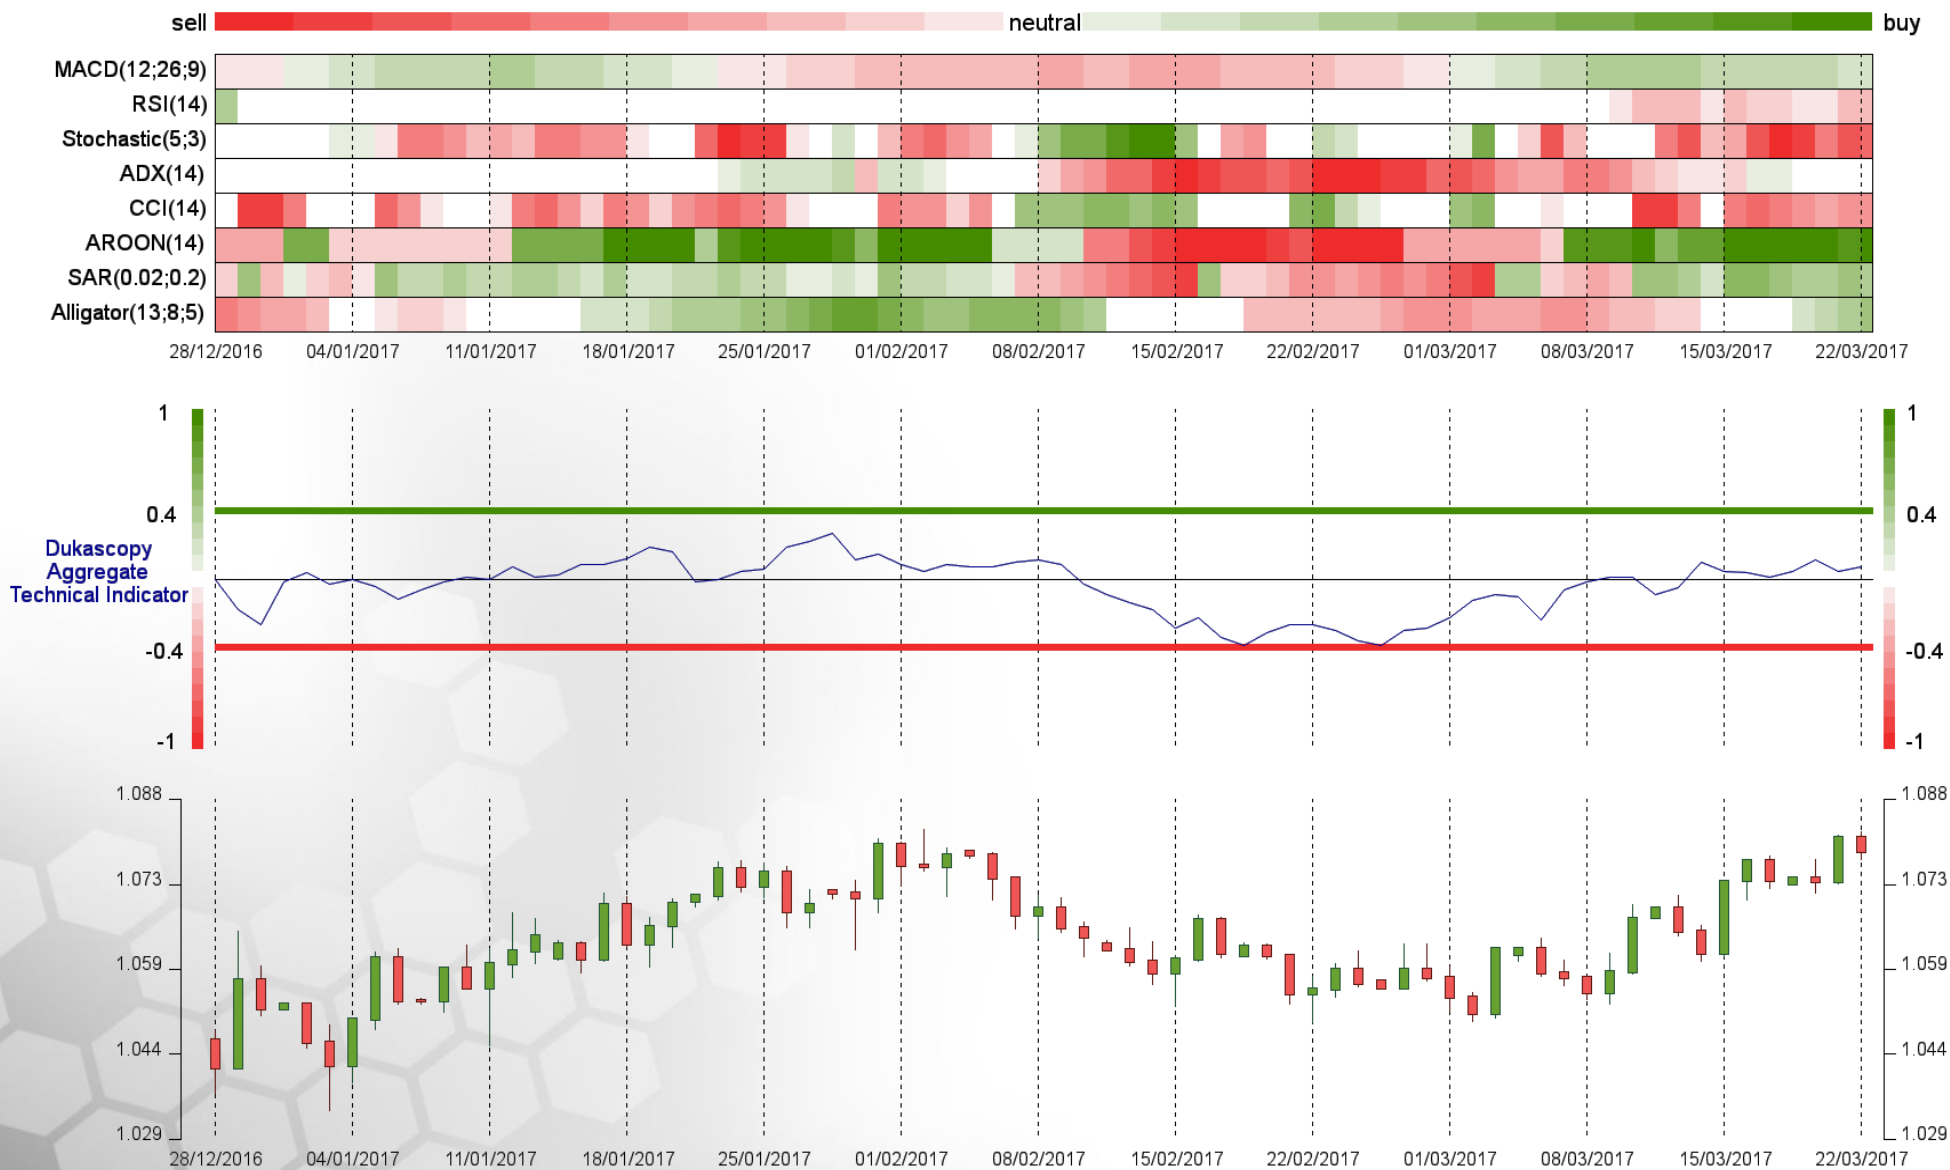 sell neutral buy
MACD(12;26;9)
RSI(14)
Stochastic(5;3)
ADX(14)
CCI(14)
AROON(14)
SAR(0.02;0.2)
Alligator(13;8;5)
28/12/2016 04/01/2017 11/01/2017 18/01/2017 25/01/2017 01/02/2017 08/02/2017 15/02/2017 22/02/2017 01/03/2017 08/03/2017 15/03/2017 22/03/2017
1 1
0.4 0.4
Dukascopy
Aggregate
Technical Indicator
-0.4 -0.4
-1 -1
1.088 1.088
1.073 1.073
1.059 1.059
1.044 1.044
1.029 1.029
28/12/2016 04/01/2017 11/01/2017 18/01/2017 25/01/2017 01/02/2017 08/02/2017 15/02/2017 22/02/2017 01/03/2017 08/03/2017 15/03/2017 22/03/2017